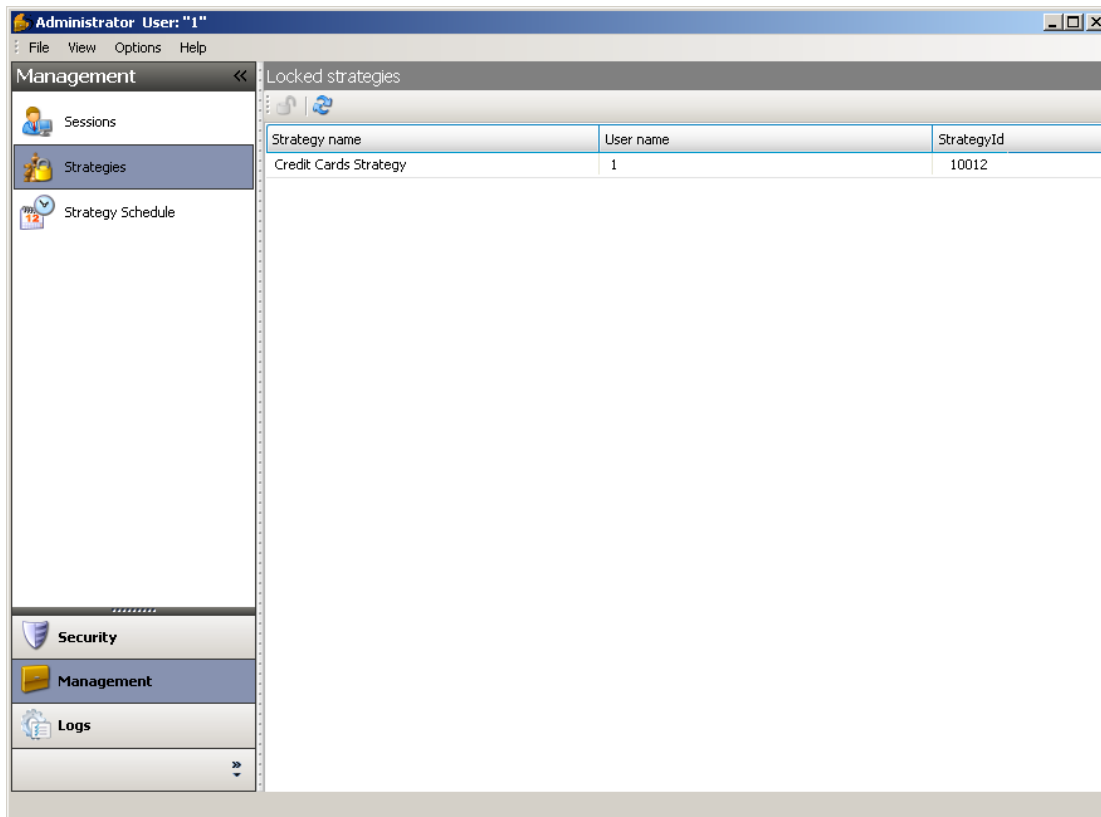 Administrator User: "1"
File View Options Help
Management
Locked strategies
Sessions
Strategies
12
Strategy Schedule
Strategy name User name StrategyId
Credit Cards Strategy 1 10012
Security
Management
Logs